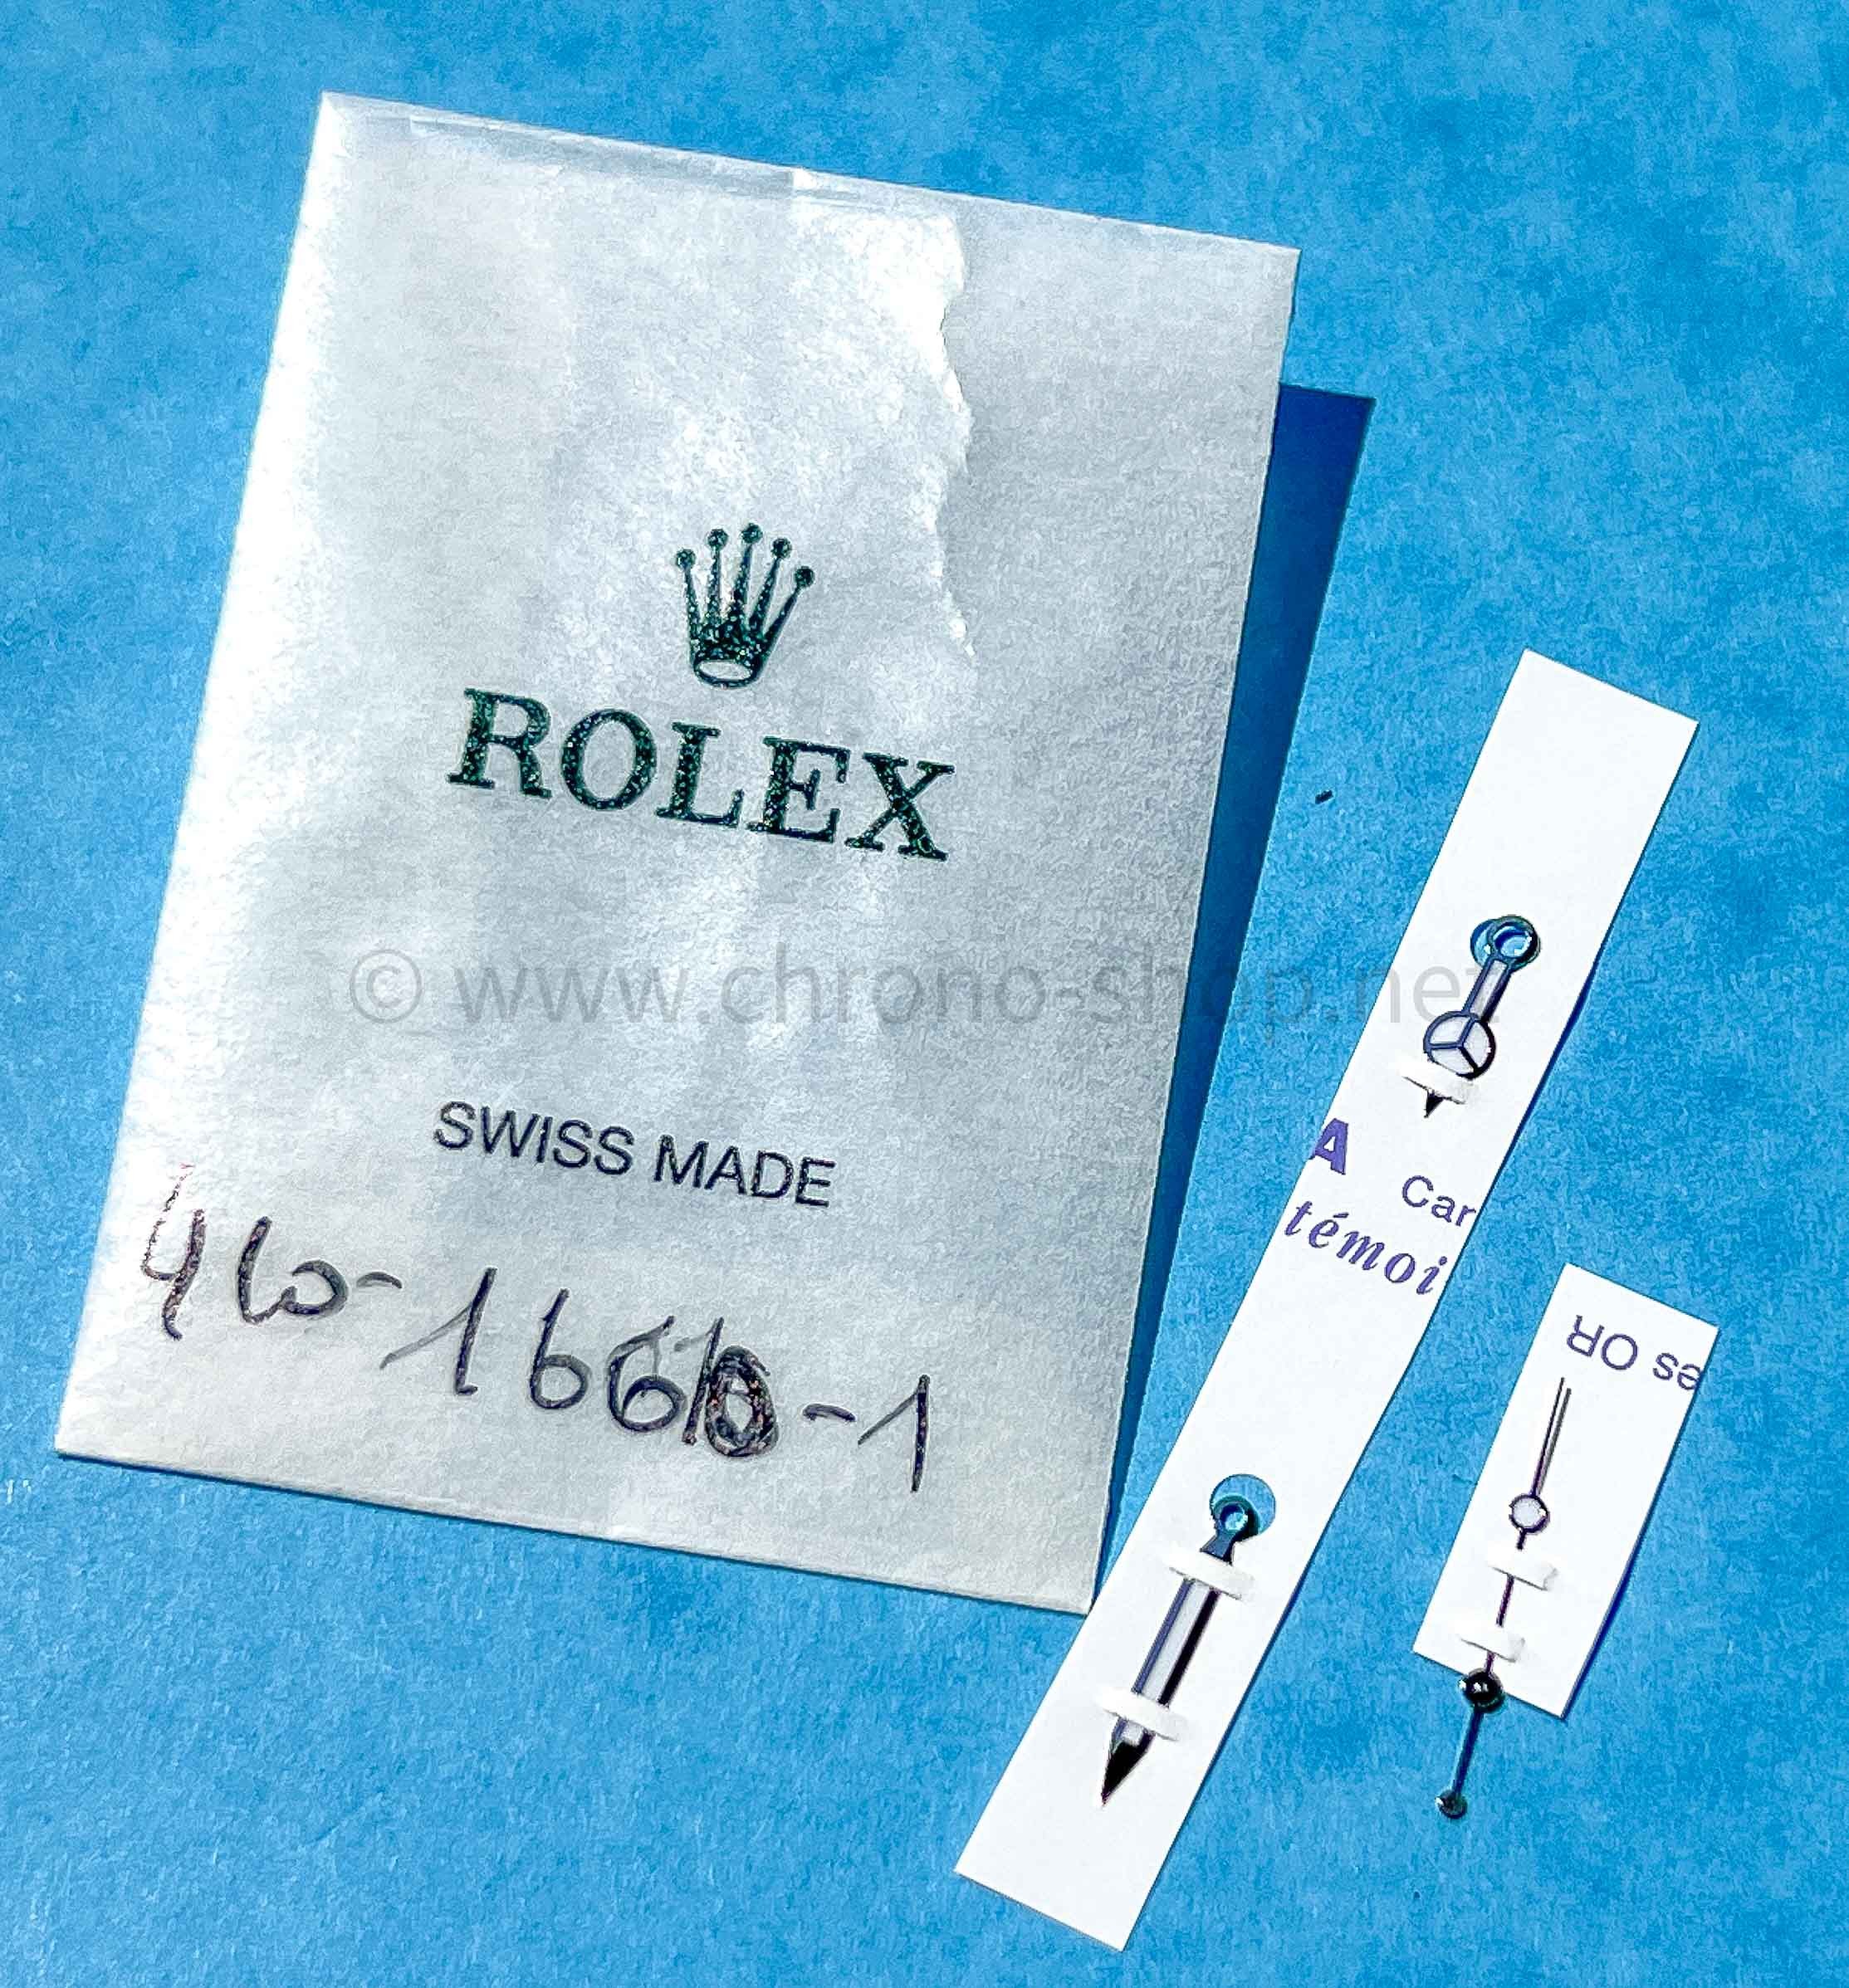 ROLEX
© www.chrono-shop.net
SWISS MADE
410-16610-1
A Car
témoi
es OR